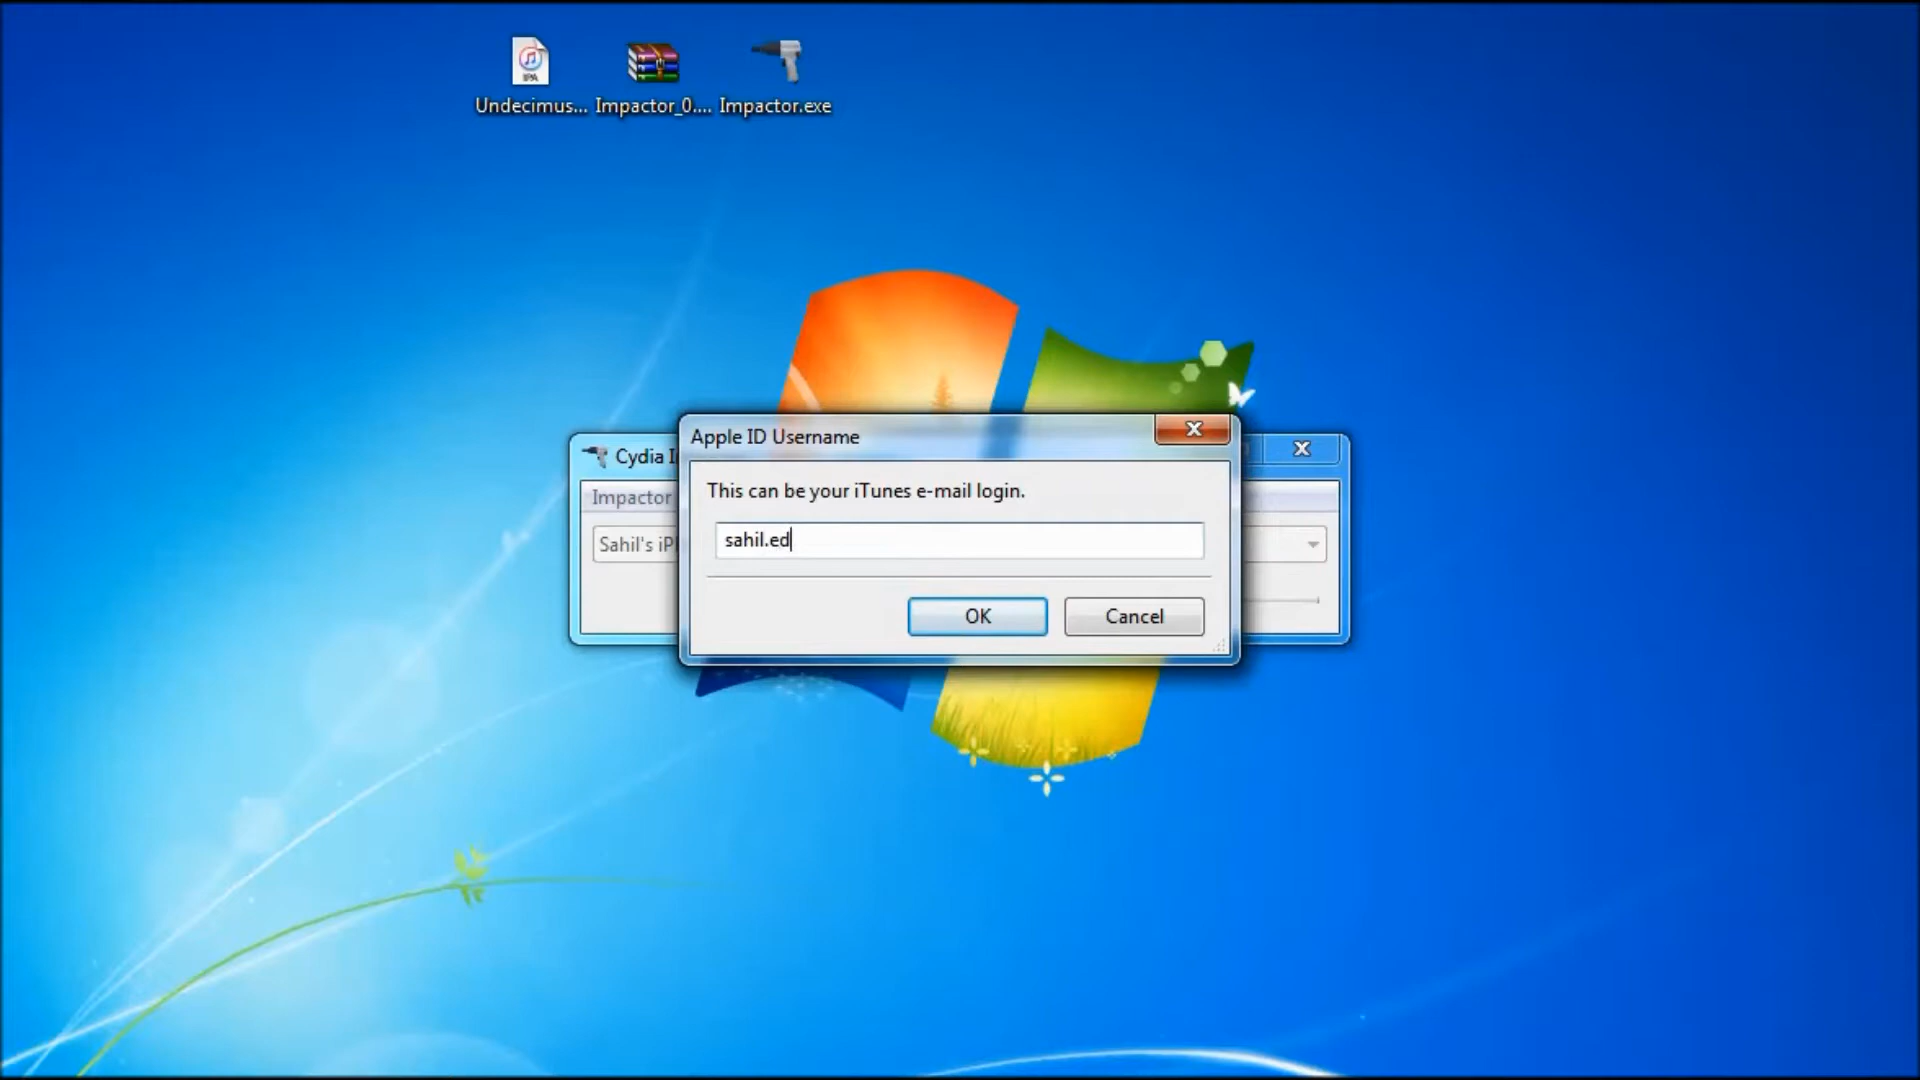 IPA
Undecimus... Impactor_0.... Impactor.exe
Apple ID Username
Cydia I
This can be your iTunes e-mail login.
Impactor
sahil.ed
Sahil's iP
OK Cancel